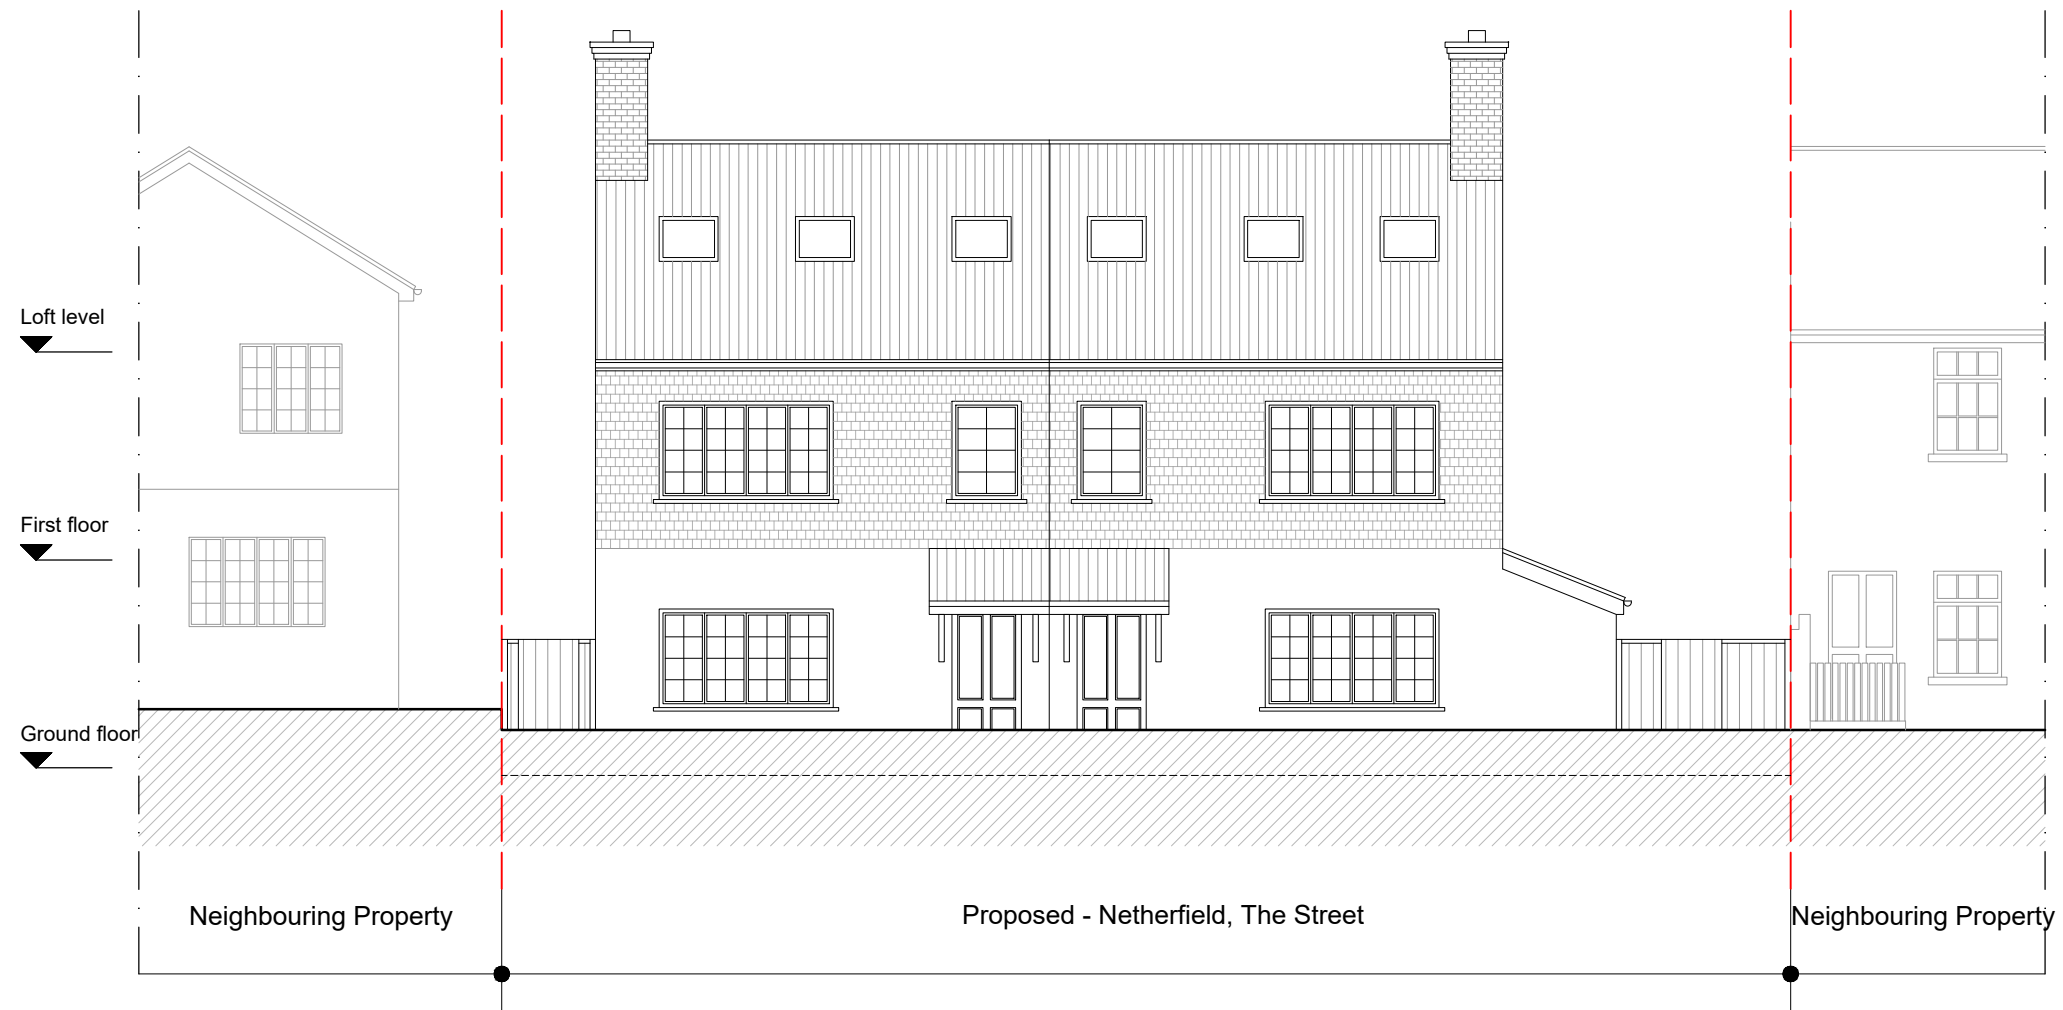 Loft level
First floor
Ground floor
Neighbouring Property
Proposed - Netherfield, The Street
Neighbouring Property